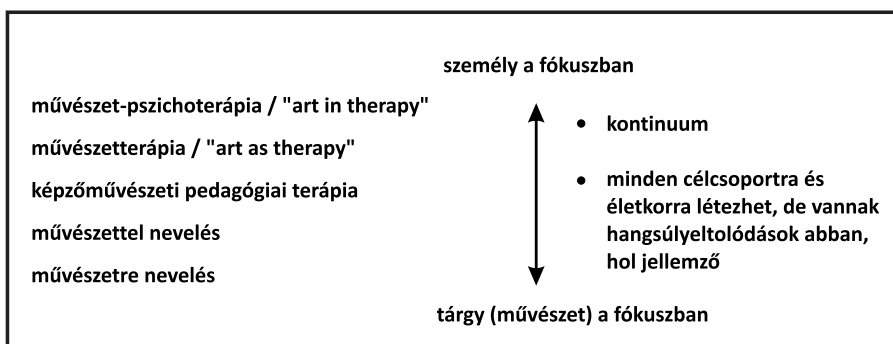 személy a fókuszban
művészet-pszichoterápia / "art in therapy"
művészetterápia / "art as therapy"
képzőművészeti pedagógiai terápia
művészettel nevelés
művészetre nevelés
• kontinuum
• minden célcsoportra és
életkorra létezhet, de vannak
hangsúlyeltolódások abban,
hol jellemző
tárgy (művészet) a fókuszban